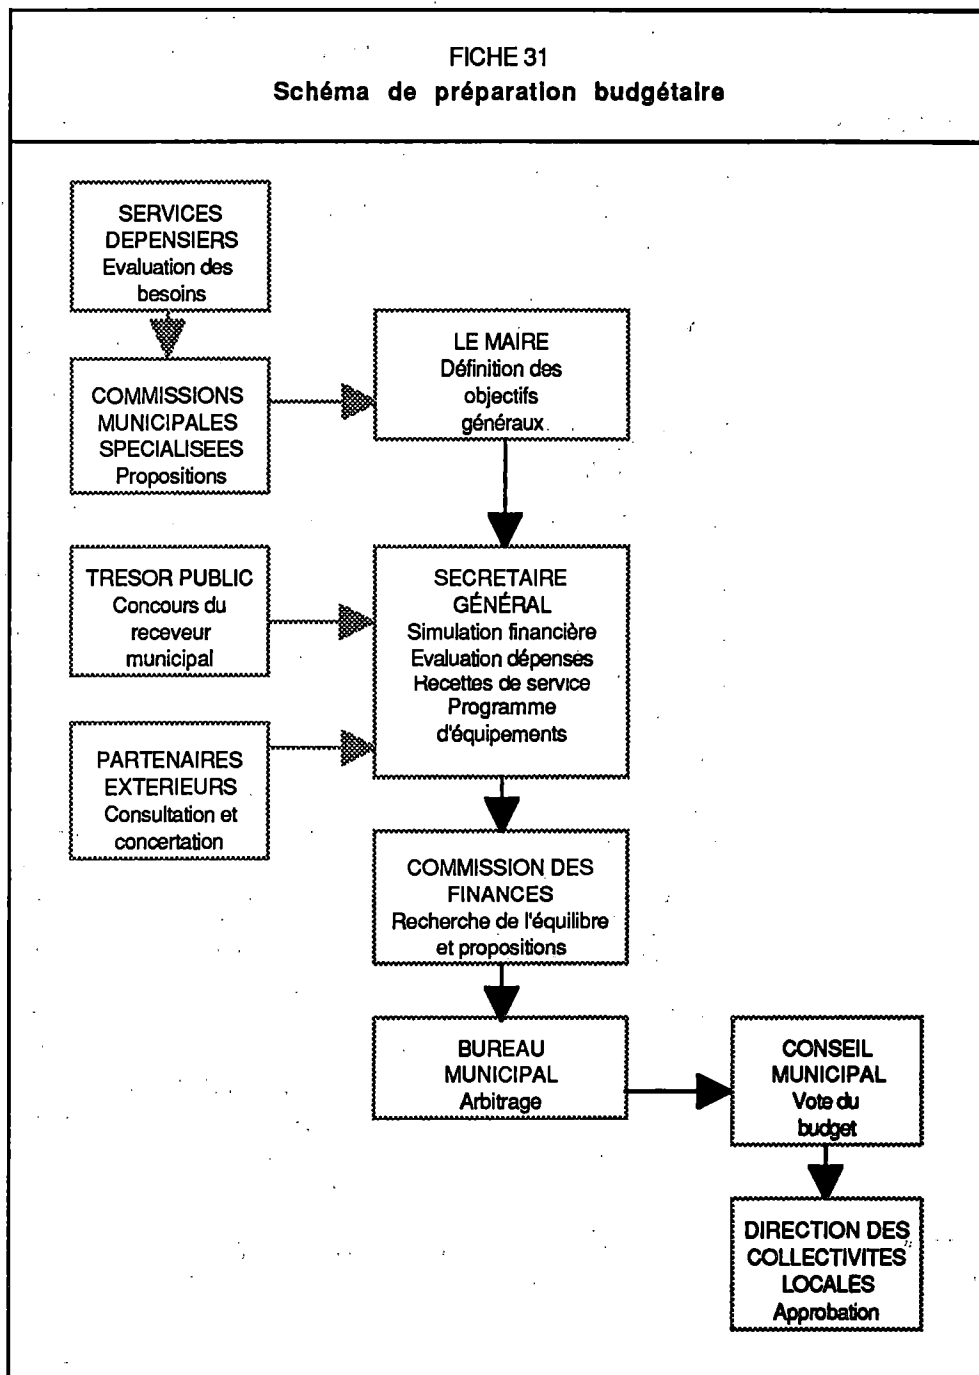 FICHE 31
Schéma de préparation budgétaire
SERVICES
DEPENSIERS
Evaluation des
besoins
COMMISSIONS
MUNICIPALES
SPECIALISEES
Propositions
LE MAIRE
Définition des
objectifs
généraux
TRESOR PUBLIC
Concours du
receveur
municipal
SECRETAIRE
GÉNÉRAL
Simulation financière
Evaluation dépenses
Recettes de service
Programme
d'équipements
PARTENAIRES
EXTERIEURS
Consultation et
concertation
COMMISSION DES
FINANCES
Recherche de l'équilibre
et propositions
BUREAU
MUNICIPAL
Arbitrage
CONSEIL
MUNICIPAL
Vote du
budget
DIRECTION DES
COLLECTIVITES
LOCALES
Approbation